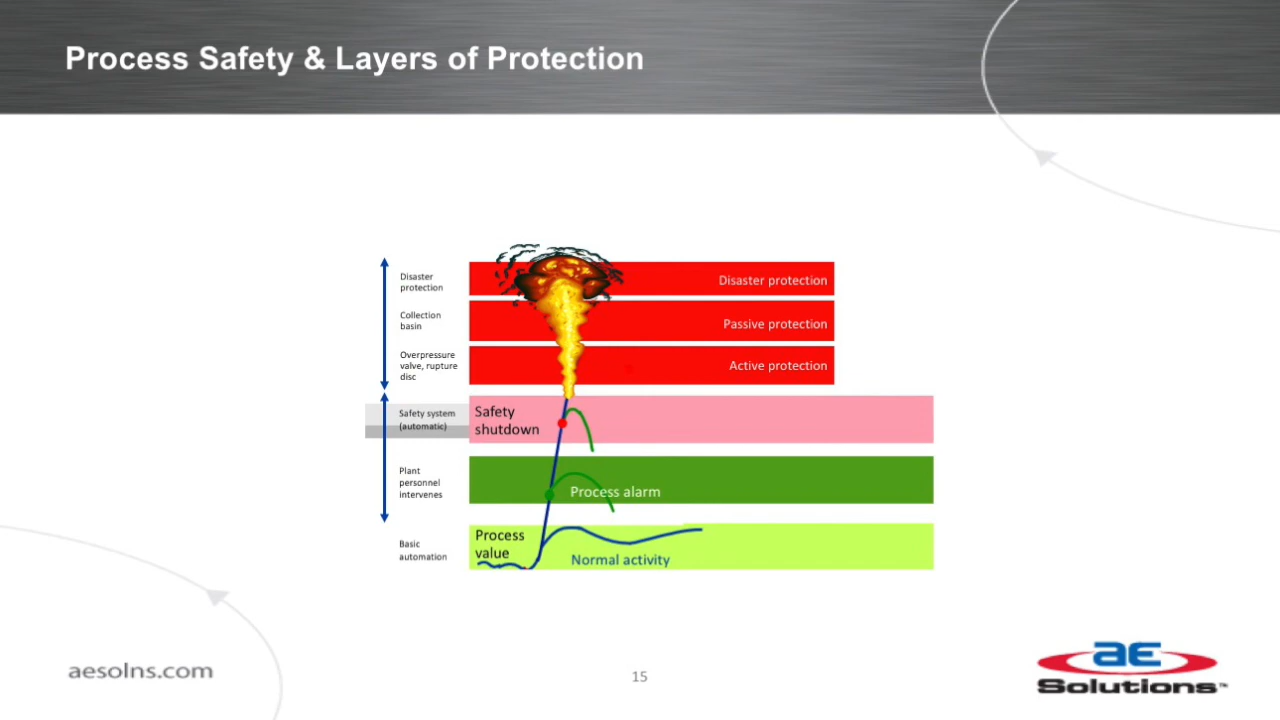 Process Safety & Layers of Protection
Disaster
protection
Disaster protection
Collection
basin
Passive protection
Overpressure
valve, rupture
disc
Active protection
Safety system
(automatic)
Safety
shutdown
Plant
personnel
intervenes
Process alarm
Basic
automation
Process
value
Normal activity
aesolns.com
15
ae
Solutions™